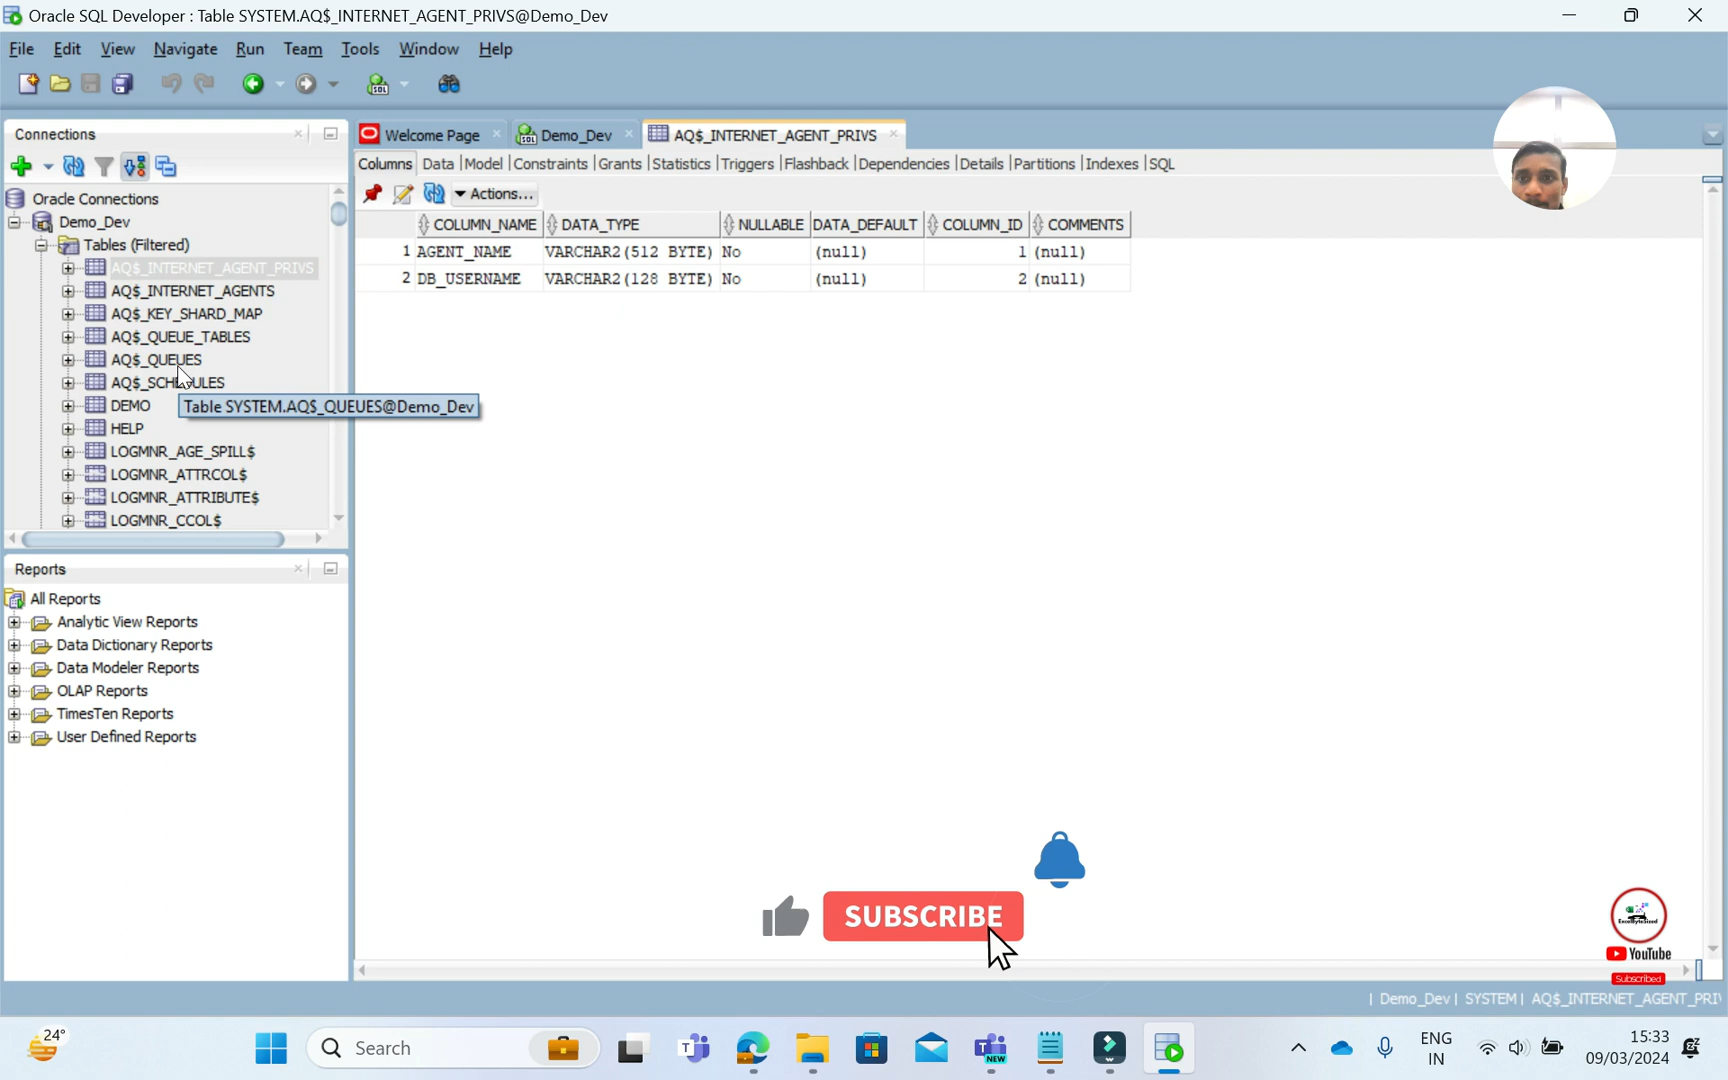 Oracle SQL Developer : Table SYSTEM.AQ$_INTERNET_AGENT_PRIVS@Demo_Dev
File Edit View Navigate Run Team Tools Window Help
Connections
Welcome Page
Demo_Dev
AQ$_INTERNET_AGENT_PRIVS
Columns Data Model Constraints Grants Statistics Triggers Flashback Dependencies Details Partitions Indexes SQL
Actions...
COLUMN_NAME DATA_TYPE NULLABLE DATA_DEFAULT COLUMN_ID COMMENTS
1 AGENT_NAME VARCHAR2(512 BYTE) No (null) 1 (null)
2 DB_USERNAME VARCHAR2(128 BYTE) No (null) 2 (null)
Oracle Connections
Demo_Dev
Tables (Filtered)
AQ$_INTERNET_AGENT_PRIVS
AQ$_INTERNET_AGENTS
AQ$_KEY_SHARD_MAP
AQ$_QUEUE_TABLES
AQ$_QUEUES
AQ$_SCHEDULES
DEMO
Table SYSTEM.AQ$_QUEUES@Demo_Dev
HELP
LOGMNR_AGE_SPILL$
LOGMNR_ATTRCOL$
LOGMNR_ATTRIBUTE$
LOGMNR_CCOL$
Reports
All Reports
Analytic View Reports
Data Dictionary Reports
Data Modeler Reports
OLAP Reports
TimesTen Reports
User Defined Reports
SUBSCRIBE
ExcelByteSized
YouTube
Subscribed
| Demo_Dev | SYSTEM | AQ$_INTERNET_AGENT_PRI
24°
Search
NEW
ENG
IN
15:33
09/03/2024